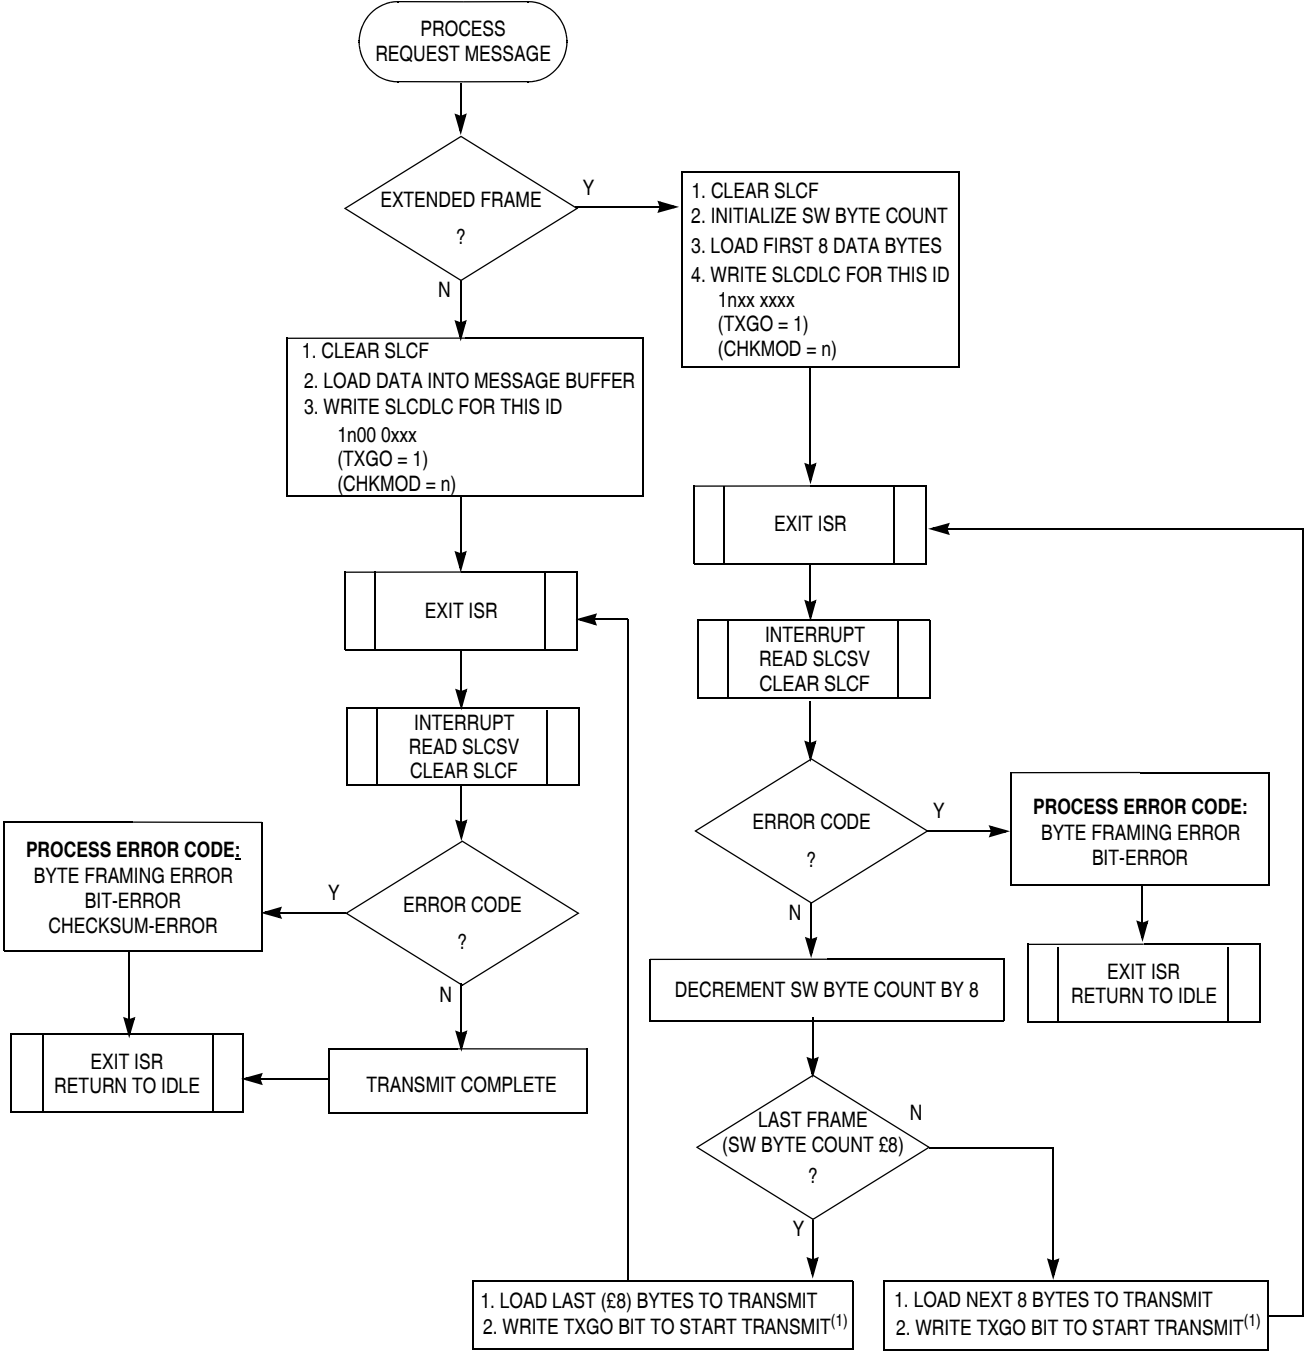 PROCESS
REQUEST MESSAGE
EXTENDED FRAME
?
Y
N
1. CLEAR SLCF
2. INITIALIZE SW BYTE COUNT
3. LOAD FIRST 8 DATA BYTES
4. WRITE SLCDLC FOR THIS ID
1nxx xxxx
(TXGO = 1)
(CHKMOD = n)
1. CLEAR SLCF
2. LOAD DATA INTO MESSAGE BUFFER
3. WRITE SLCDLC FOR THIS ID
1n00 0xxx
(TXGO = 1)
(CHKMOD = n)
EXIT ISR
INTERRUPT
READ SLCSV
CLEAR SLCF
ERROR CODE
?
Y
N
PROCESS ERROR CODE:
BYTE FRAMING ERROR
BIT-ERROR
CHECKSUM-ERROR
EXIT ISR
RETURN TO IDLE
TRANSMIT COMPLETE
EXIT ISR
INTERRUPT
READ SLCSV
CLEAR SLCF
ERROR CODE
?
Y
N
PROCESS ERROR CODE:
BYTE FRAMING ERROR
BIT-ERROR
EXIT ISR
RETURN TO IDLE
DECREMENT SW BYTE COUNT BY 8
LAST FRAME
(SW BYTE COUNT £8)
?
N
Y
1. LOAD LAST (£8) BYTES TO TRANSMIT
2. WRITE TXGO BIT TO START TRANSMIT(1)
1. LOAD NEXT 8 BYTES TO TRANSMIT
2. WRITE TXGO BIT TO START TRANSMIT(1)